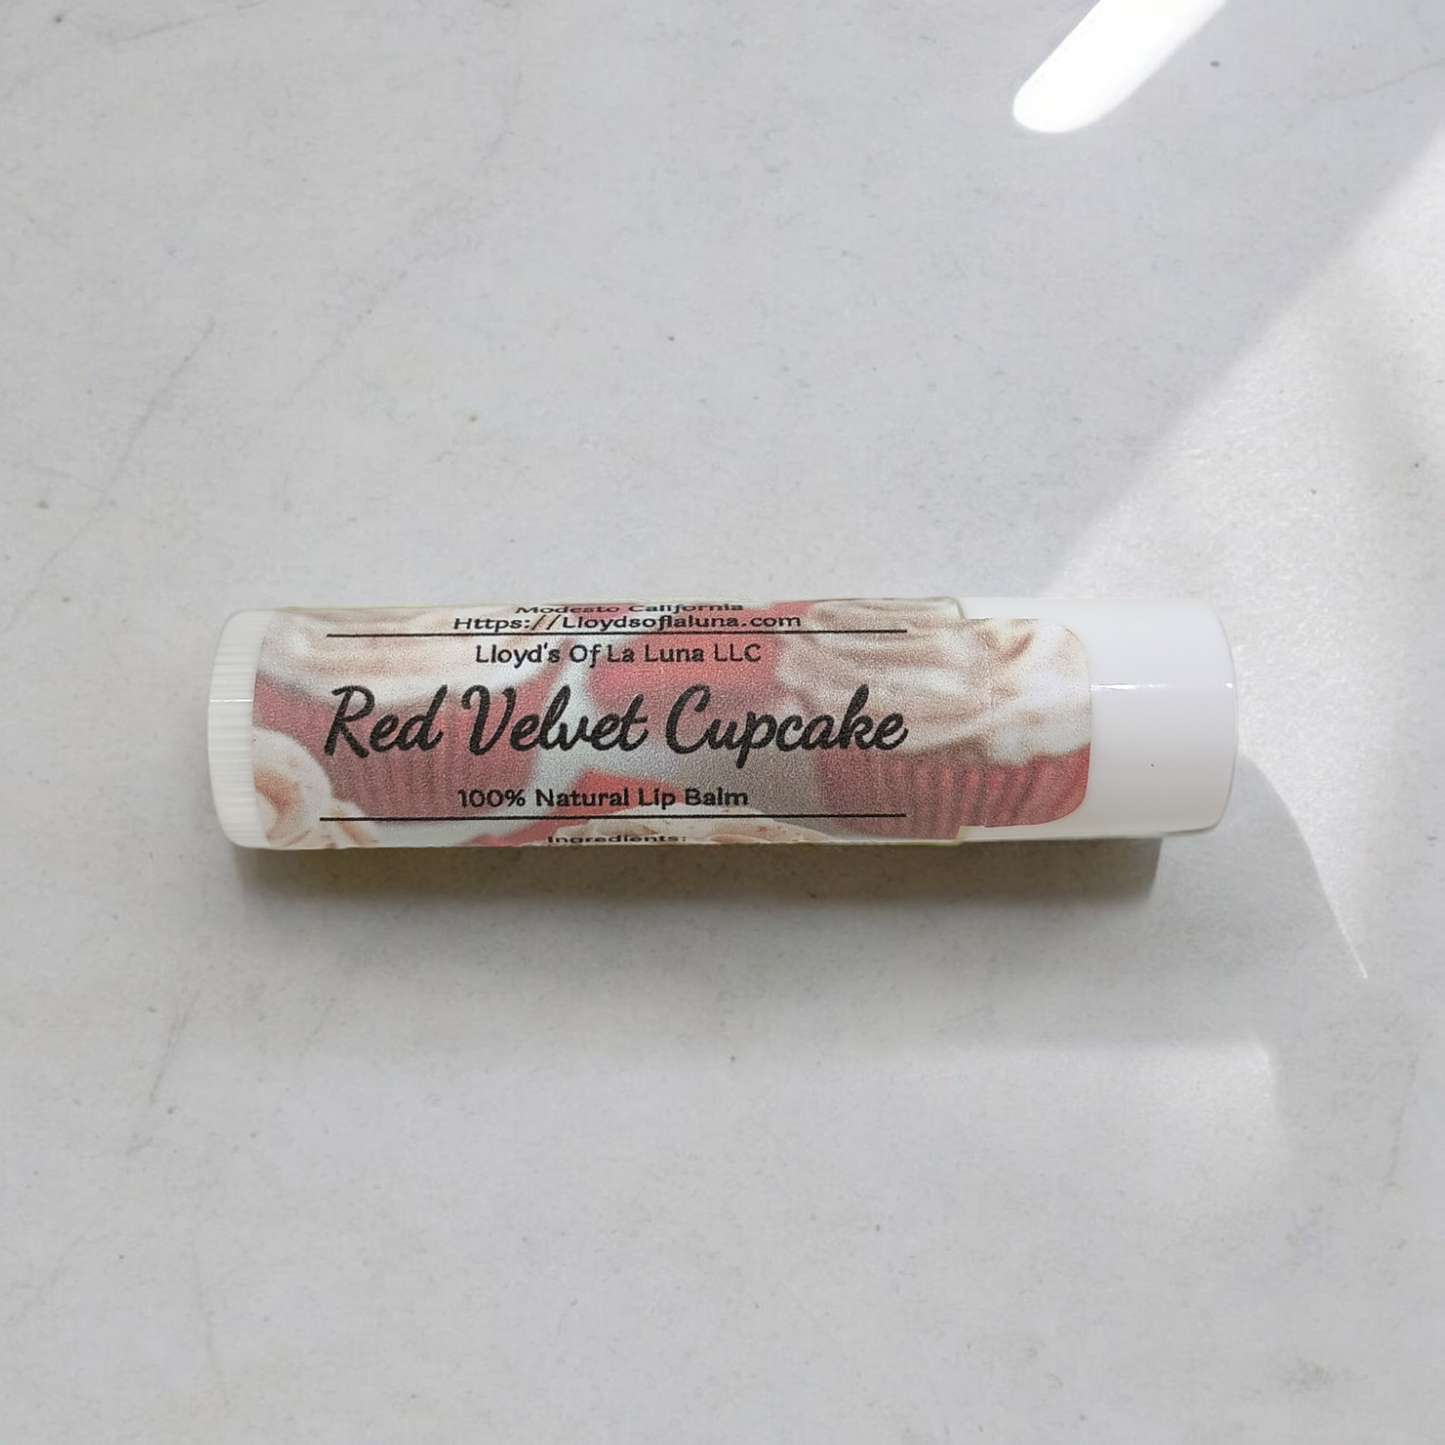 Modesto California
Https://Lloydsoflaluna.com
Lloyd's Of La Luna LLC
Red Velvet Cupcake
100% Natural Lip Balm
Ingredients: